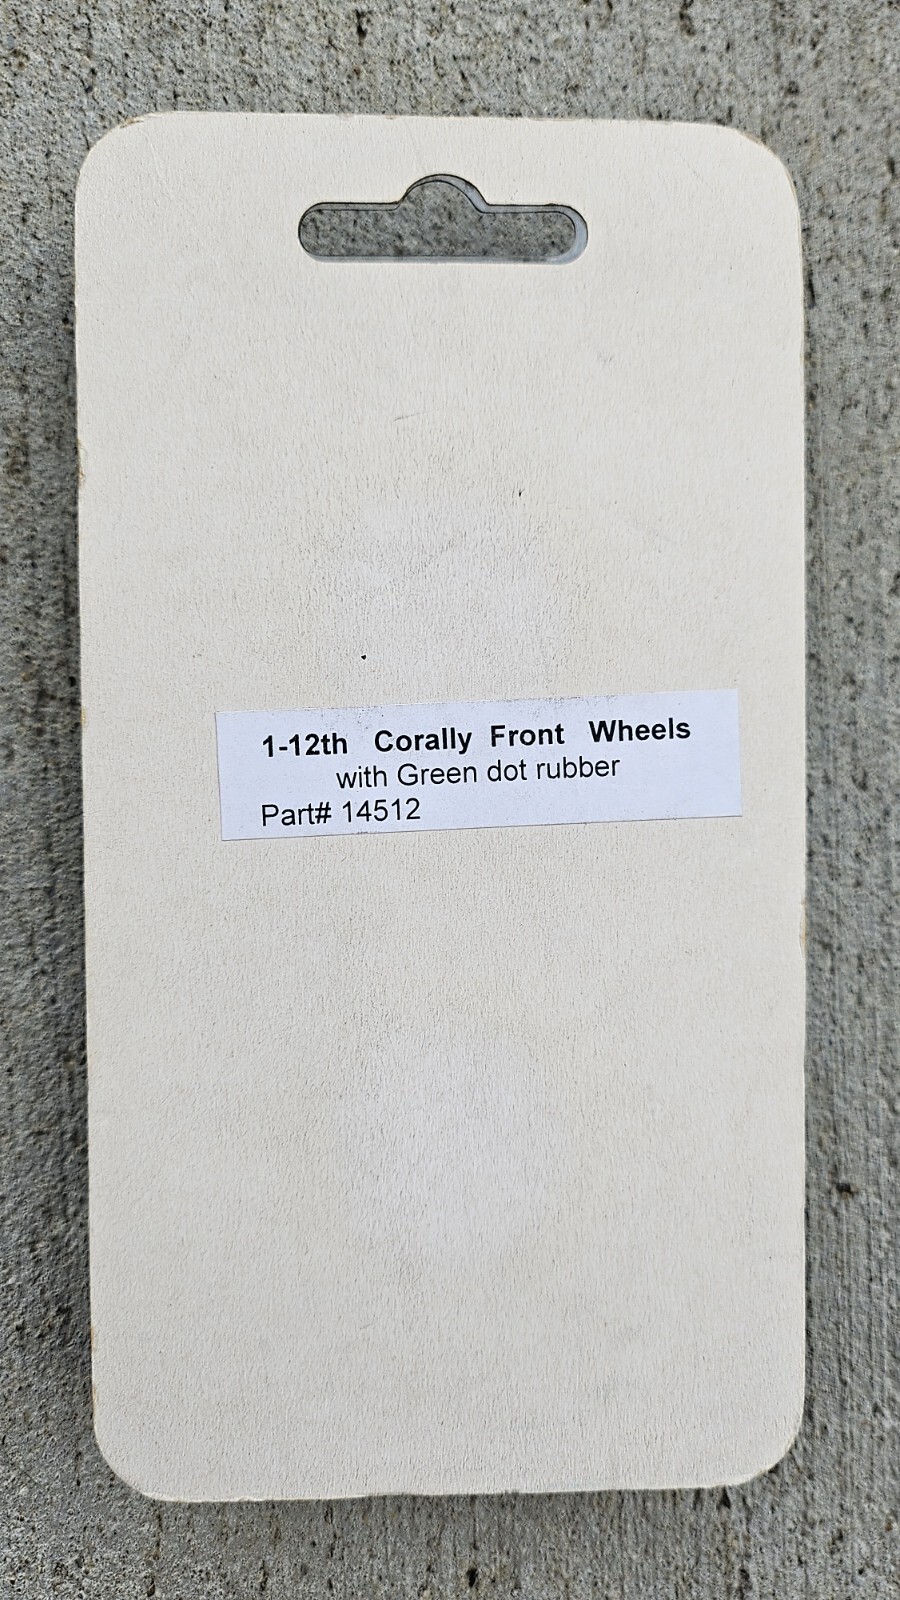 1-12th Corally Front Wheels
with Green dot rubber
Part# 14512